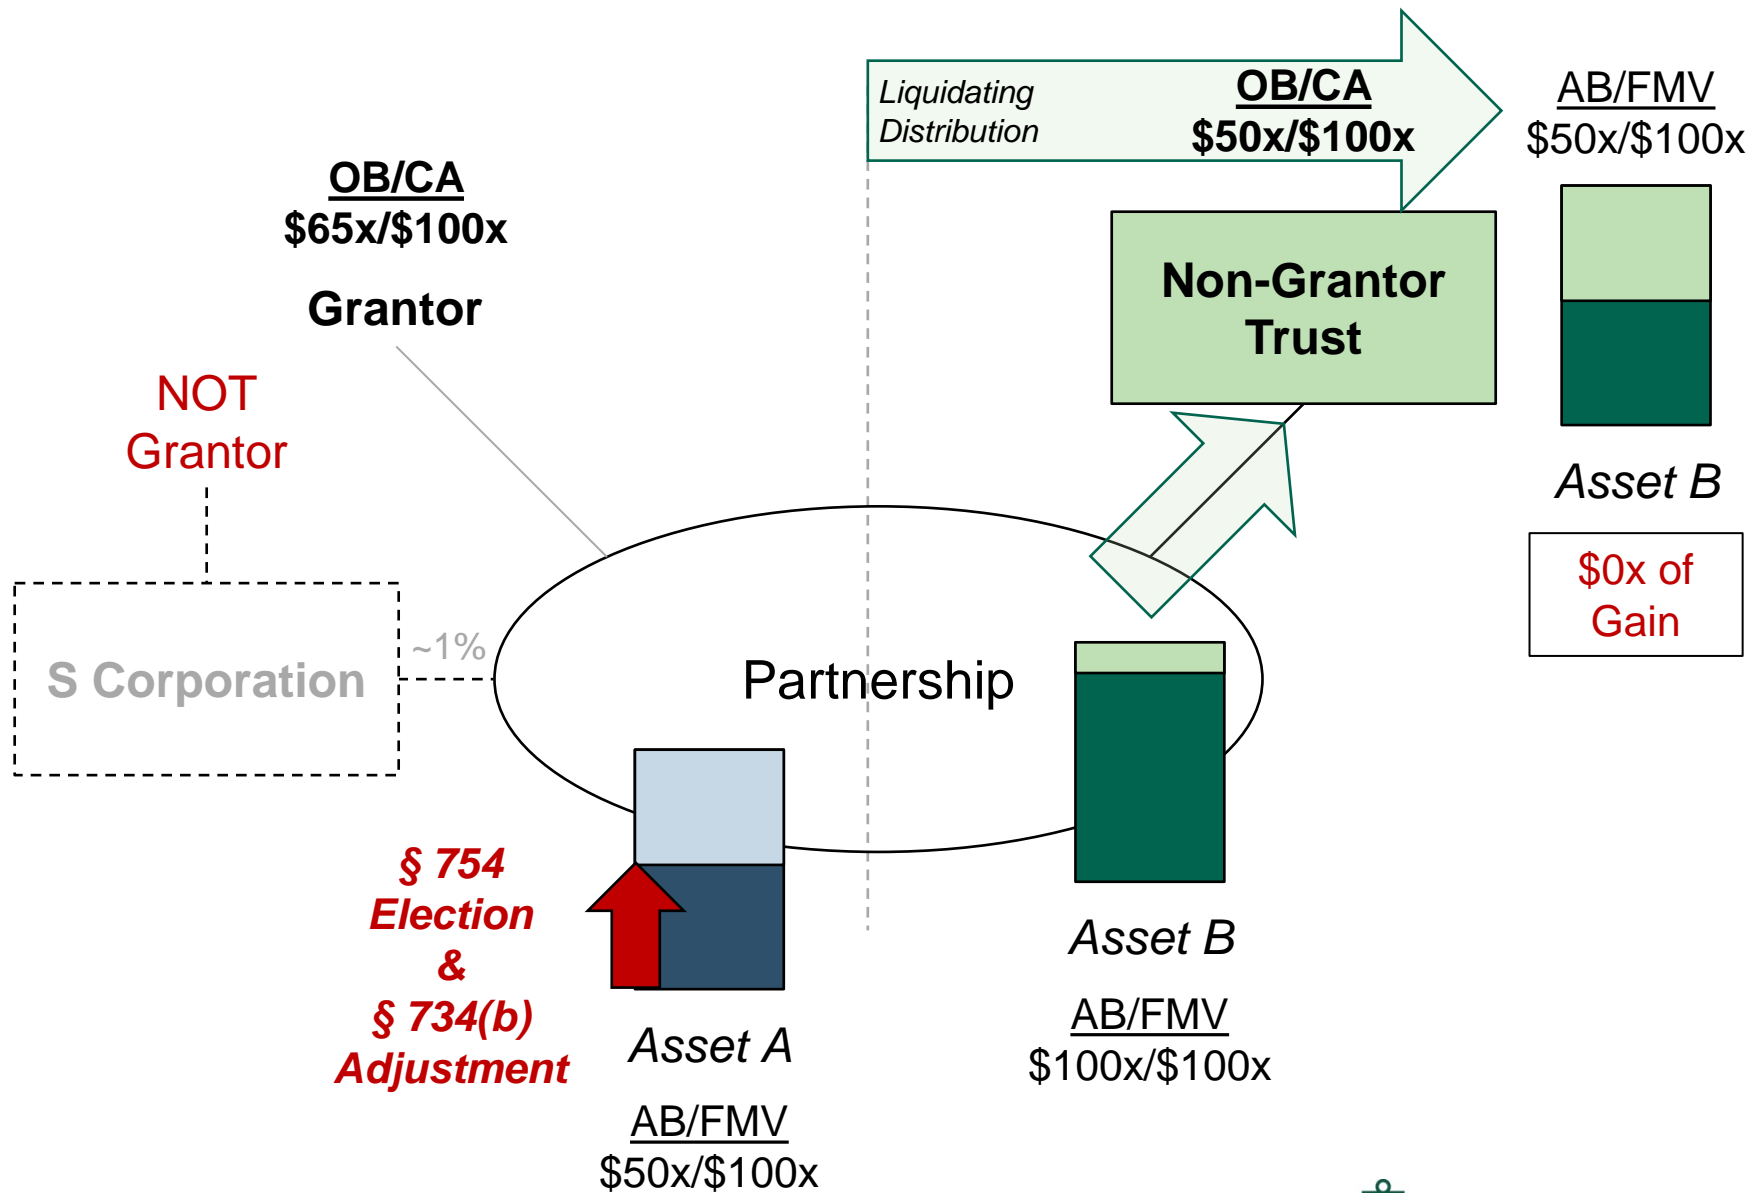 Liquidating
Distribution
OB/CA
$50x/$100x
AB/FMV
$50x/$100x
OB/CA
$65x/$100x
Grantor
Non-Grantor
Trust
NOT
Grantor
Asset B
$0x of
Gain
S Corporation
~1%
Partnership
§ 754
Election
&
§ 734(b)
Adjustment
Asset A
AB/FMV
$50x/$100x
Asset B
AB/FMV
$100x/$100x